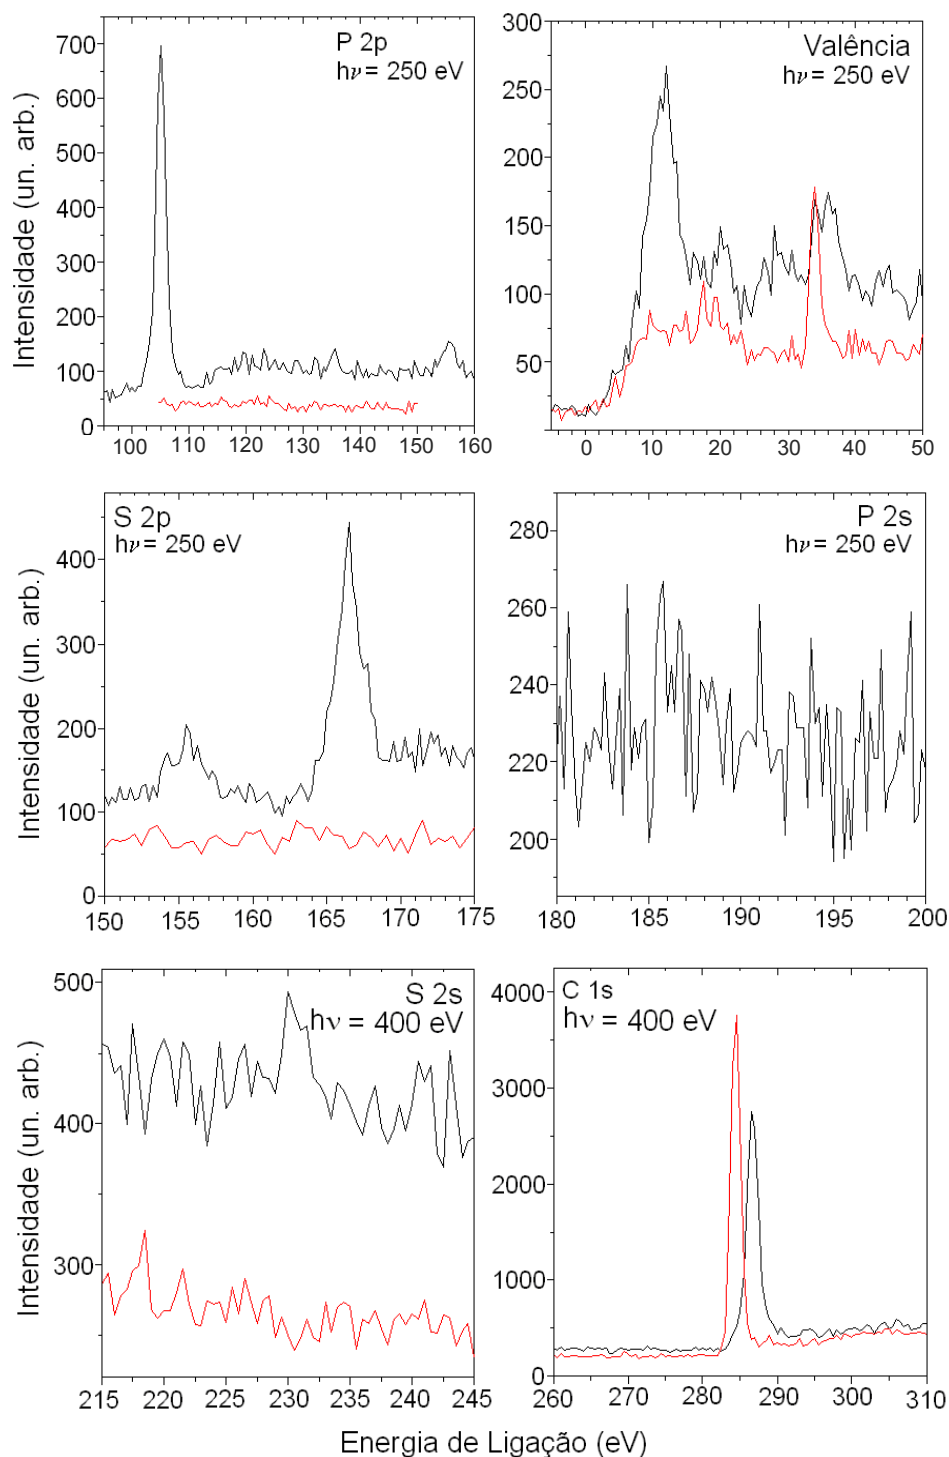 P 2p
hν = 250 eV
Intensidade (un. arb.)
700
600
500
400
300
200
100
0
100 110 120 130 140 150 160
Valência
hν = 250 eV
300
250
200
150
100
50
0 10 20 30 40 50
S 2p
hν = 250 eV
Intensidade (un. arb.)
400
300
200
100
0
150 155 160 165 170 175
P 2s
hν = 250 eV
280
260
240
220
200
180 185 190 195 200
S 2s
hν = 400 eV
Intensidade (un. arb.)
500
400
300
215 220 225 230 235 240 245
C 1s
hν = 400 eV
4000
3000
2000
1000
0
260 270 280 290 300 310
Energia de Ligação (eV)